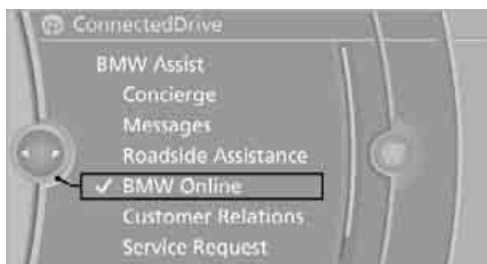 ConnectedDrive
BMW Assist
Concierge
Messages
Roadside Assistance
✓ BMW Online
Customer Relations
Service Request